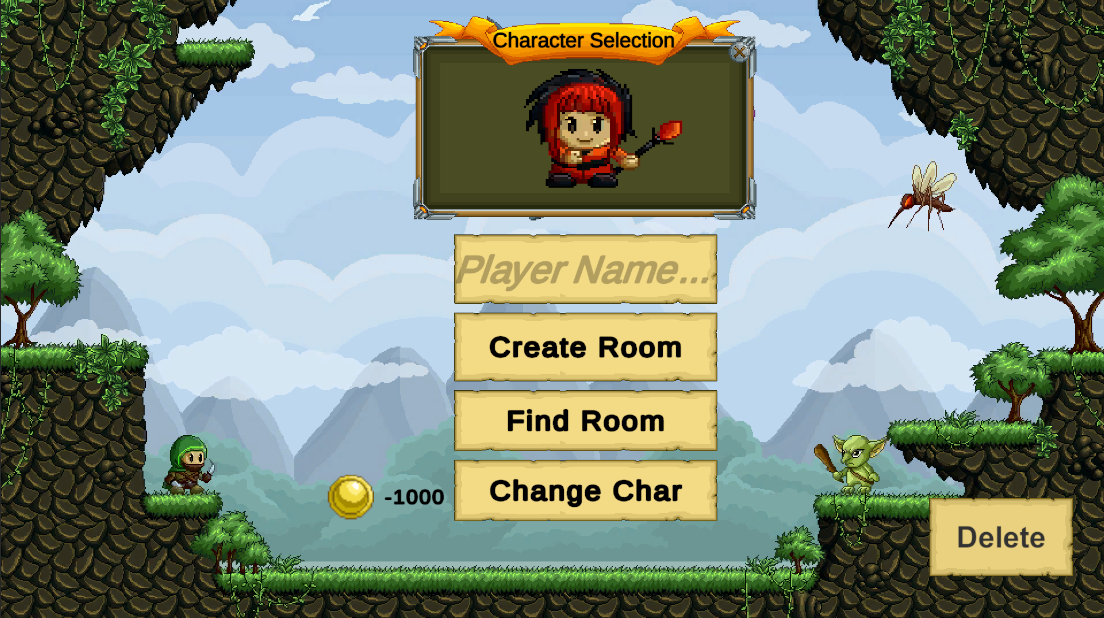 Character Selection
Player Name...
Create Room
Find Room
-1000
Change Char
Delete